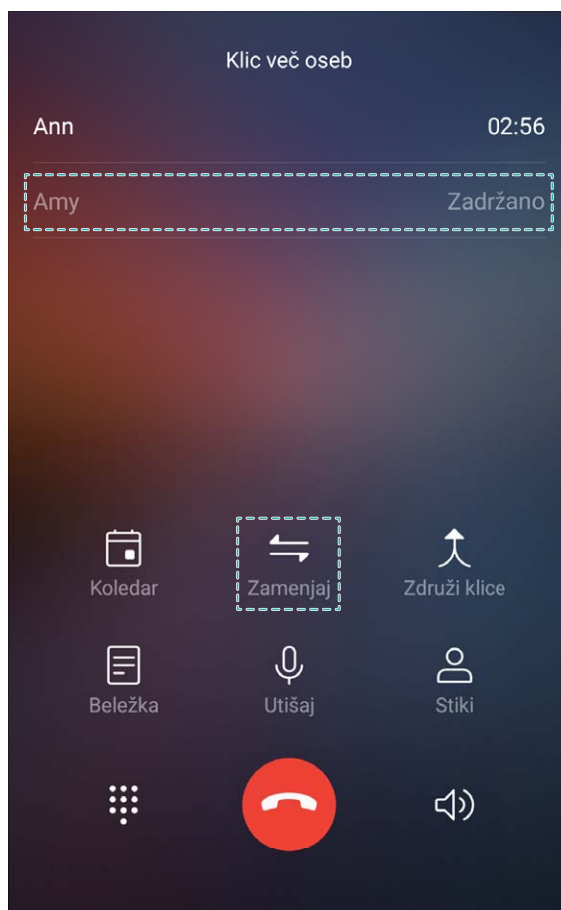 Klic več oseb
Ann 02:56
Amy Zadržano
Koledar Zamenjaj Združi klice
Beležka Utišaj Stiki